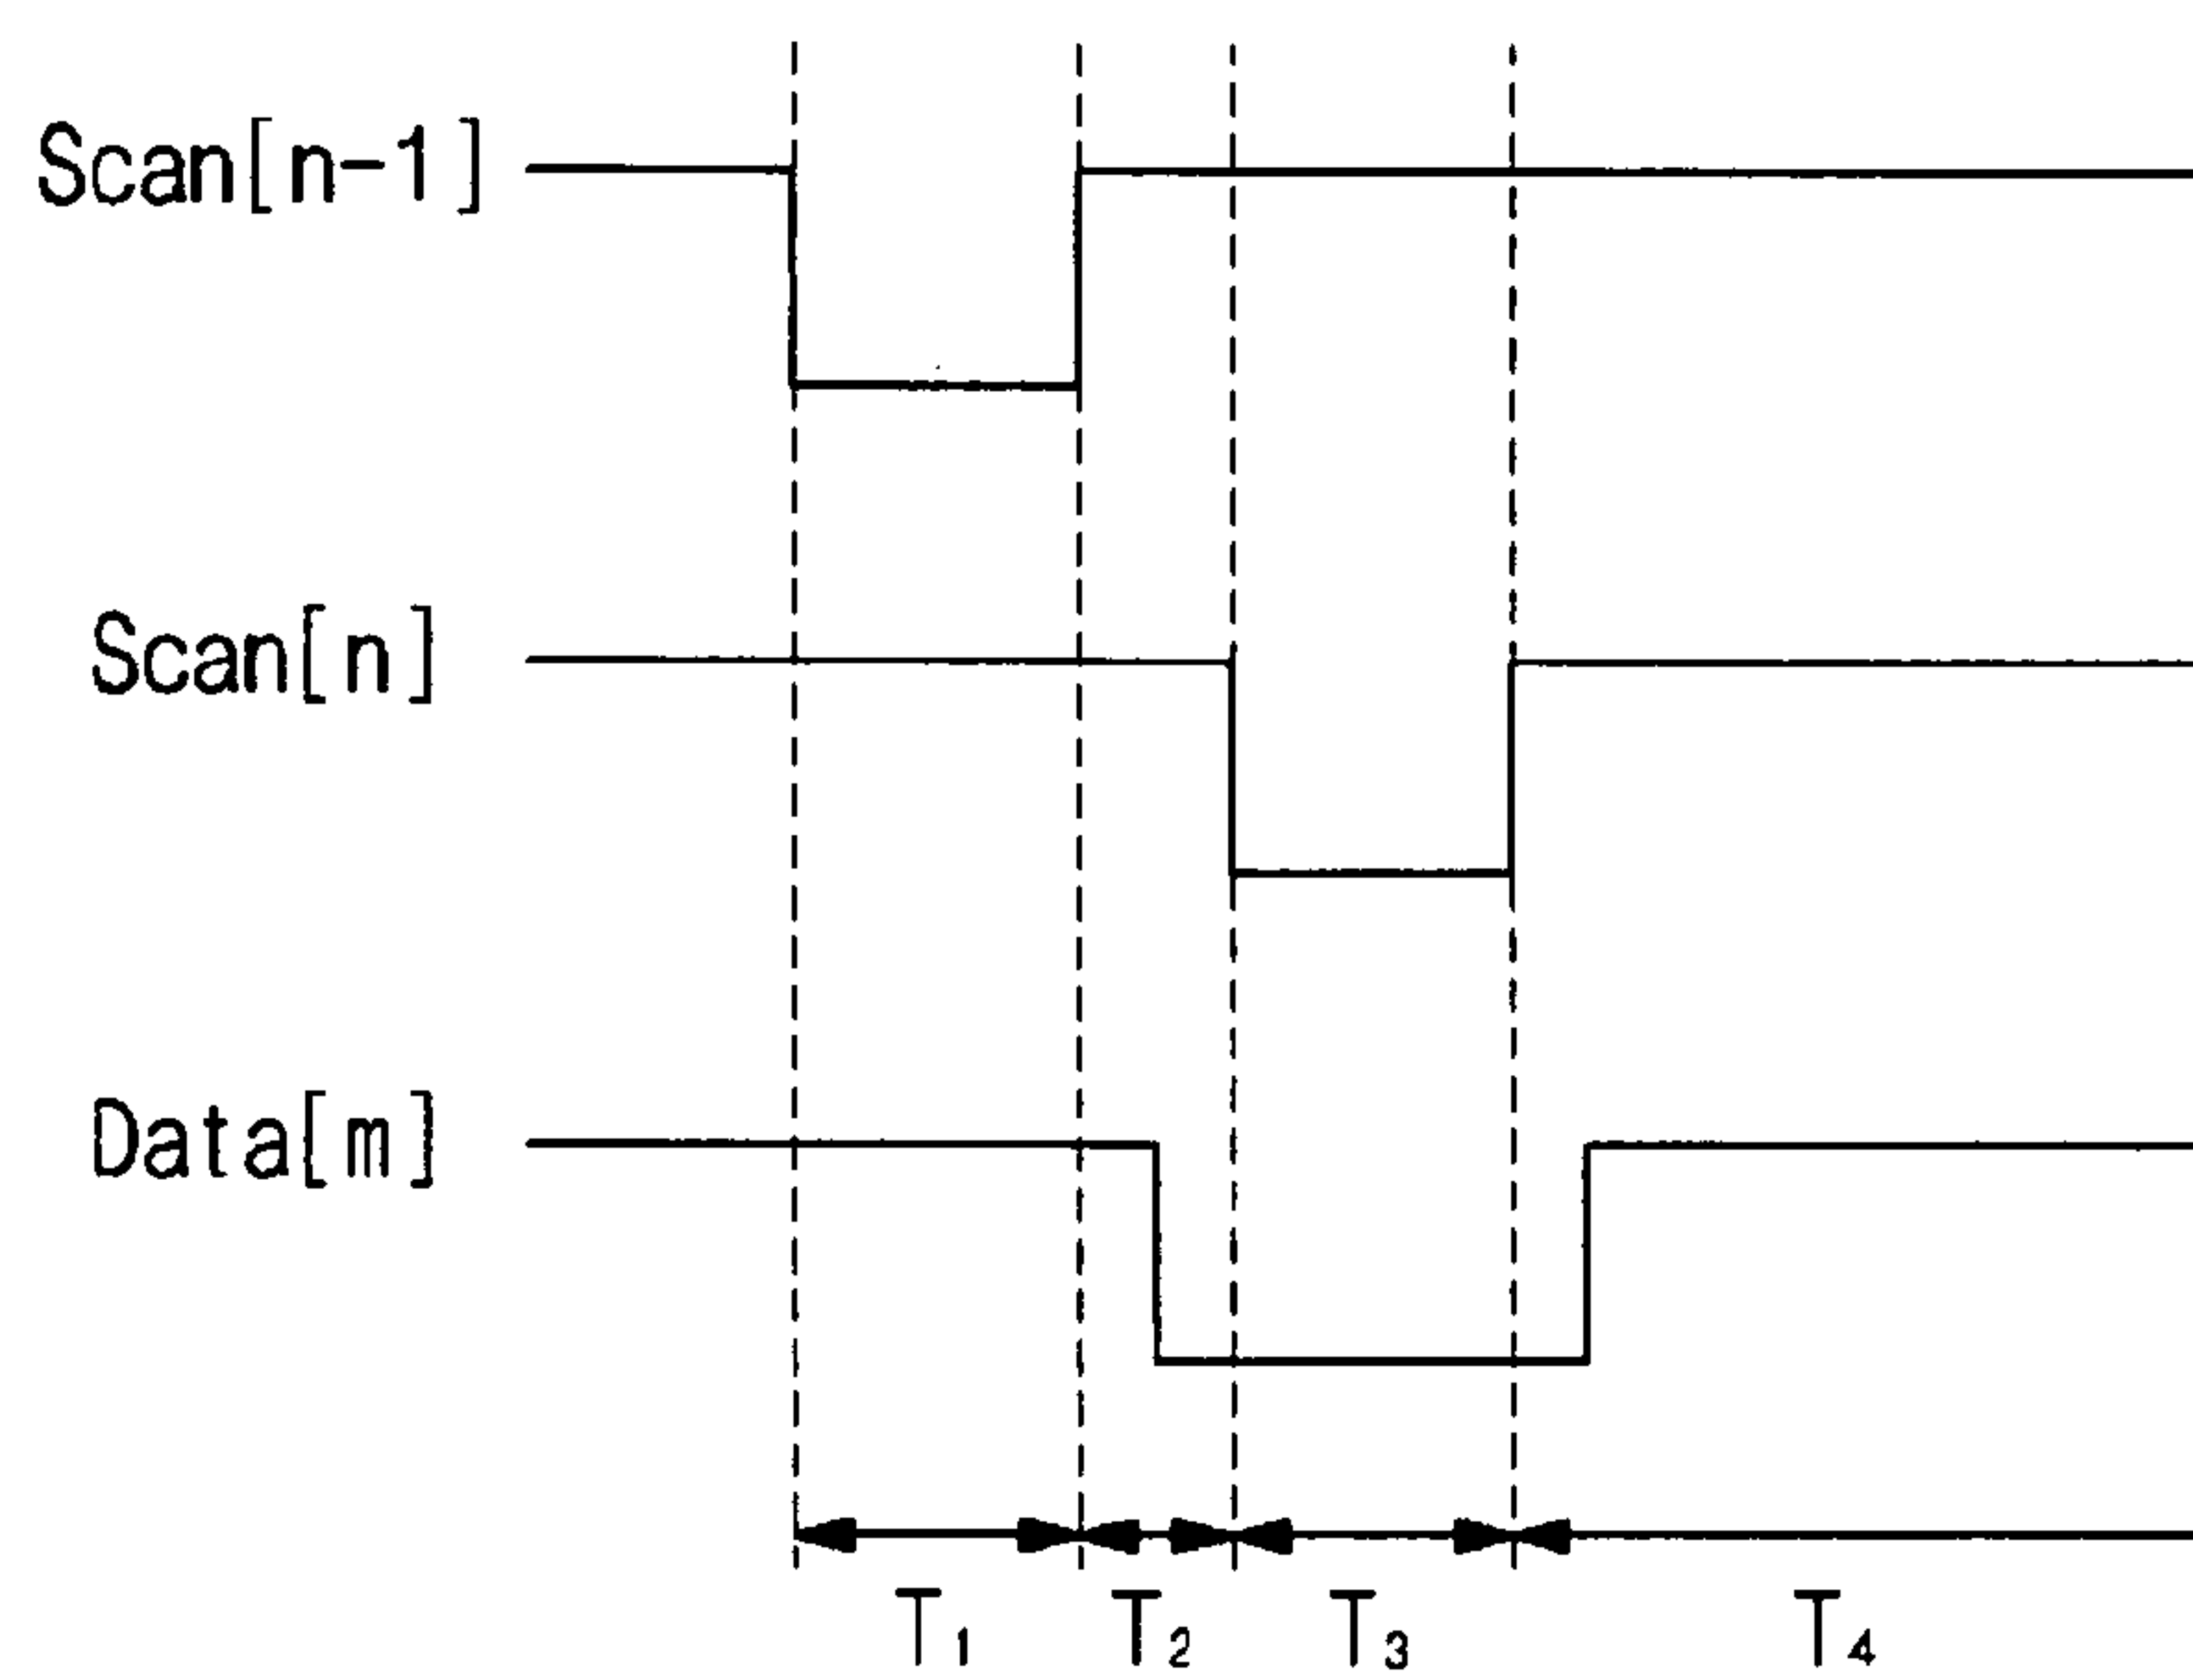 Scan[n-1]
Scan[n]
Data[m]
T₁ T₂ T₃ T₄